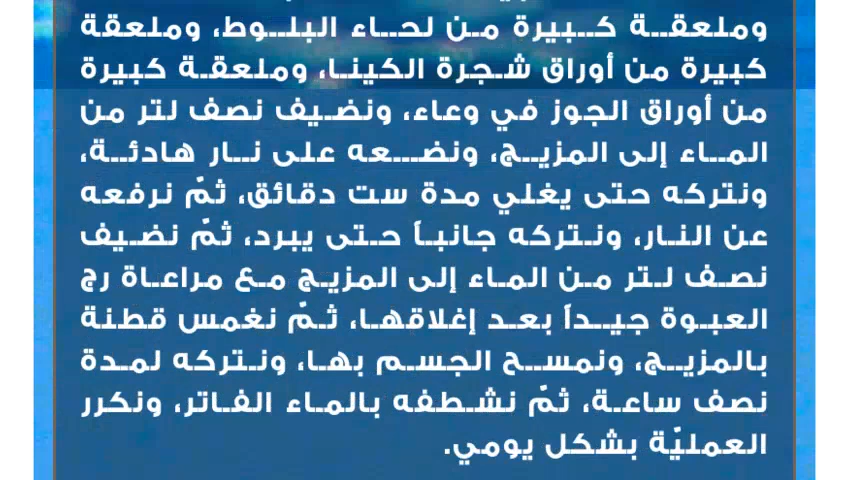 وملعقة كبيرة من لحاء البلوط، وملعقة
كبيرة من أوراق شجرة الكينا، وملعقة كبيرة
من أوراق الجوز في وعاء، ونضيف نصف لتر من
الماء إلى المزيج، ونضعه على نار هادئة،
ونتركه حتى يغلي مدة ست دقائق، ثمّ نرفعه
عن النار، ونتركه جانباً حتى يبرد، ثمّ نضيف
نصف لتر من الماء إلى المزيج مع مراعاة رج
العبوة جيداً بعد إغلاقها، ثمّ نغمس قطنة
بالمزيج، ونمسح الجسم بها، ونتركه لمدة
نصف ساعة، ثمّ نشطفه بالماء الفاتر، ونكرر
العمليّة بشكل يومي.